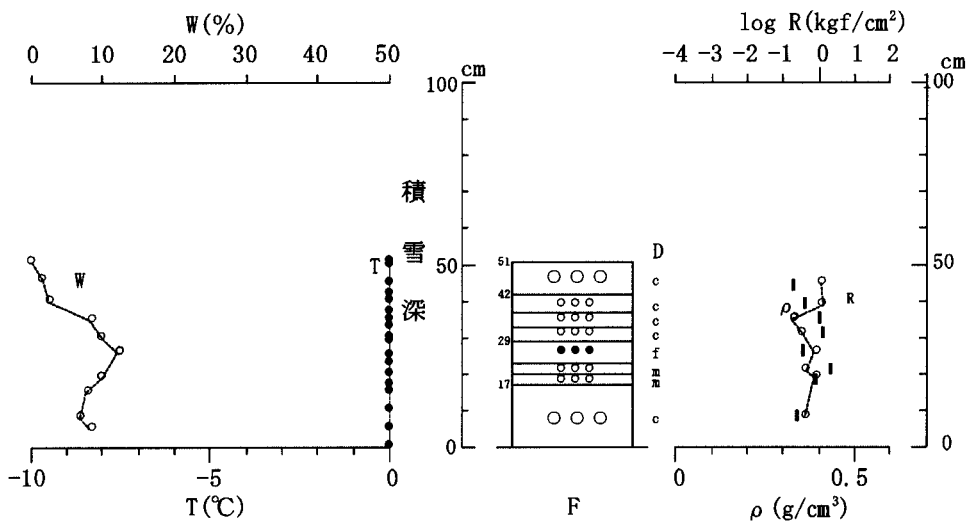 W(%)
0 10 20 30 40 50
cm
100
50
0
積雪深
W
T
-10 -5 0
T(℃)
D
51
42
29
17
c
c
c
c
f
m
m
c
F
log R(kgf/cm²)
-4 -3 -2 -1 0 1 2
cm
100
50
0
ρ
R
0 0.5
ρ (g/cm³)